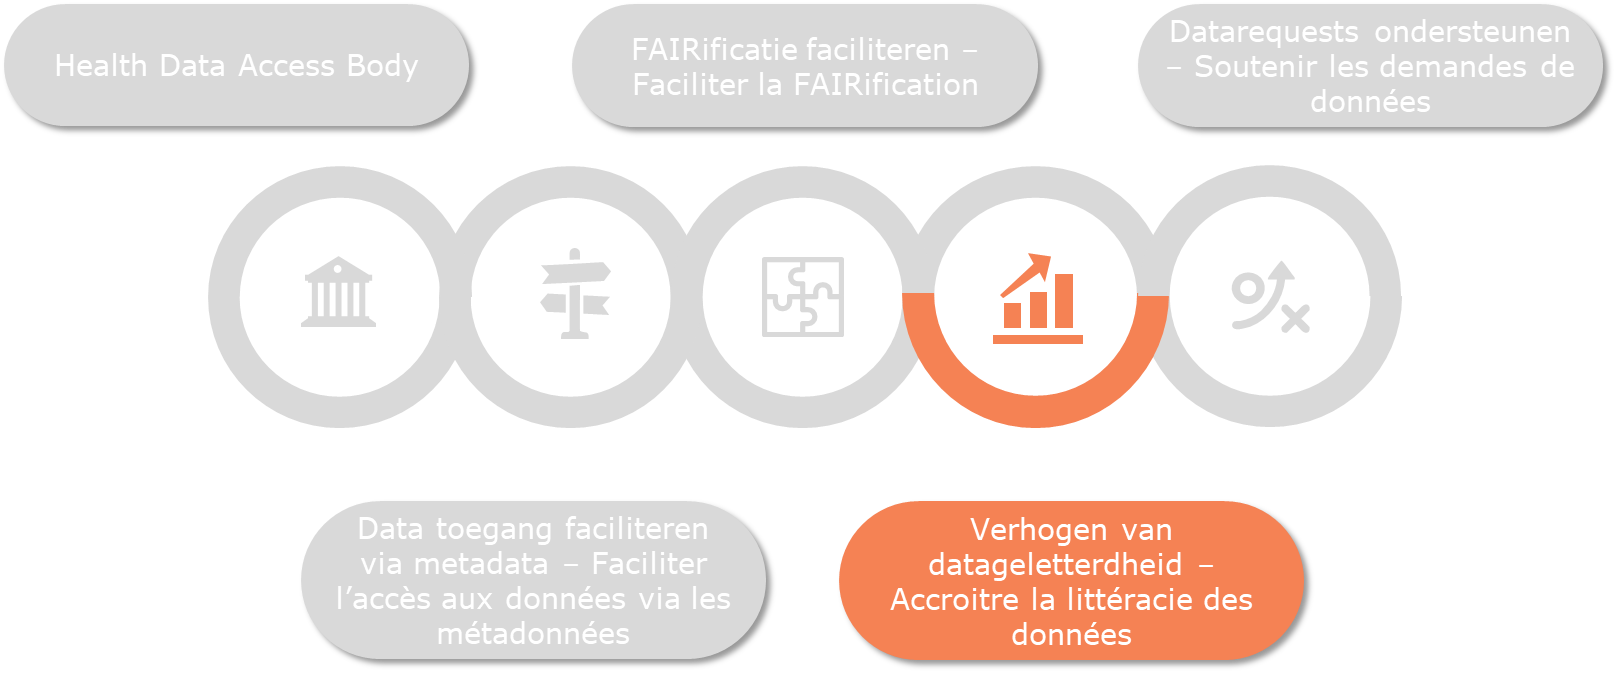 Health Data Access Body
FAIRificatie faciliteren –
Faciliter la FAIRification
Datarequests ondersteunen
– Soutenir les demandes de
données
Data toegang faciliteren
via metadata – Faciliter
l’accès aux données via les
métadonnées
Verhogen van
datageletterdheid –
Accroitre la littéracie des
données